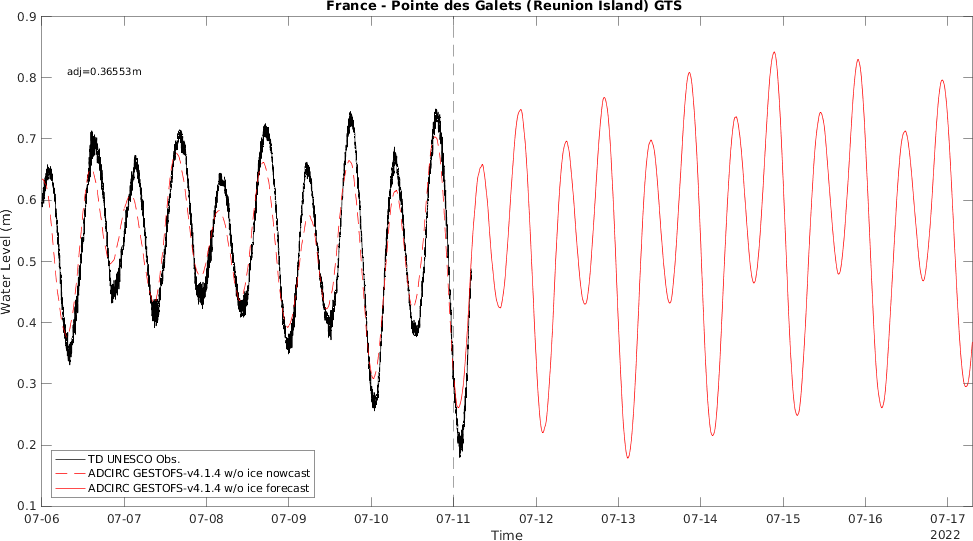 France - Pointe des Galets (Reunion Island) GTS
0.9
0.8
0.7
0.6
0.5
0.4
0.3
0.2
0.1
Water Level (m)
adj=0.36553m
TD UNESCO Obs.
ADCIRC GESTOFS-v4.1.4 w/o ice nowcast
ADCIRC GESTOFS-v4.1.4 w/o ice forecast
07-06 07-07 07-08 07-09 07-10 07-11 07-12 07-13 07-14 07-15 07-16 07-17
2022
Time